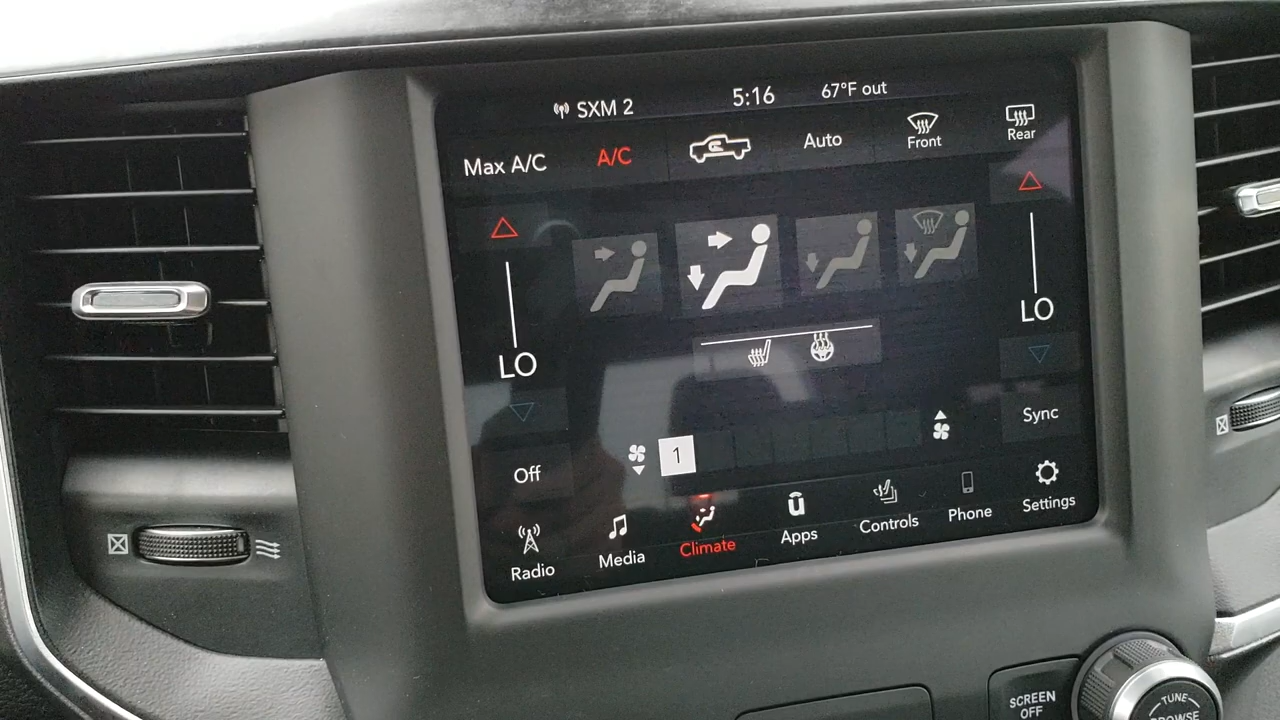 SXM 2 5:16 67°F out
Max A/C A/C Auto Front Rear
LO LO
Sync
Off 1
Radio Media Climate Apps Controls Phone Settings
SCREEN
OFF
TUNE
BROWSE